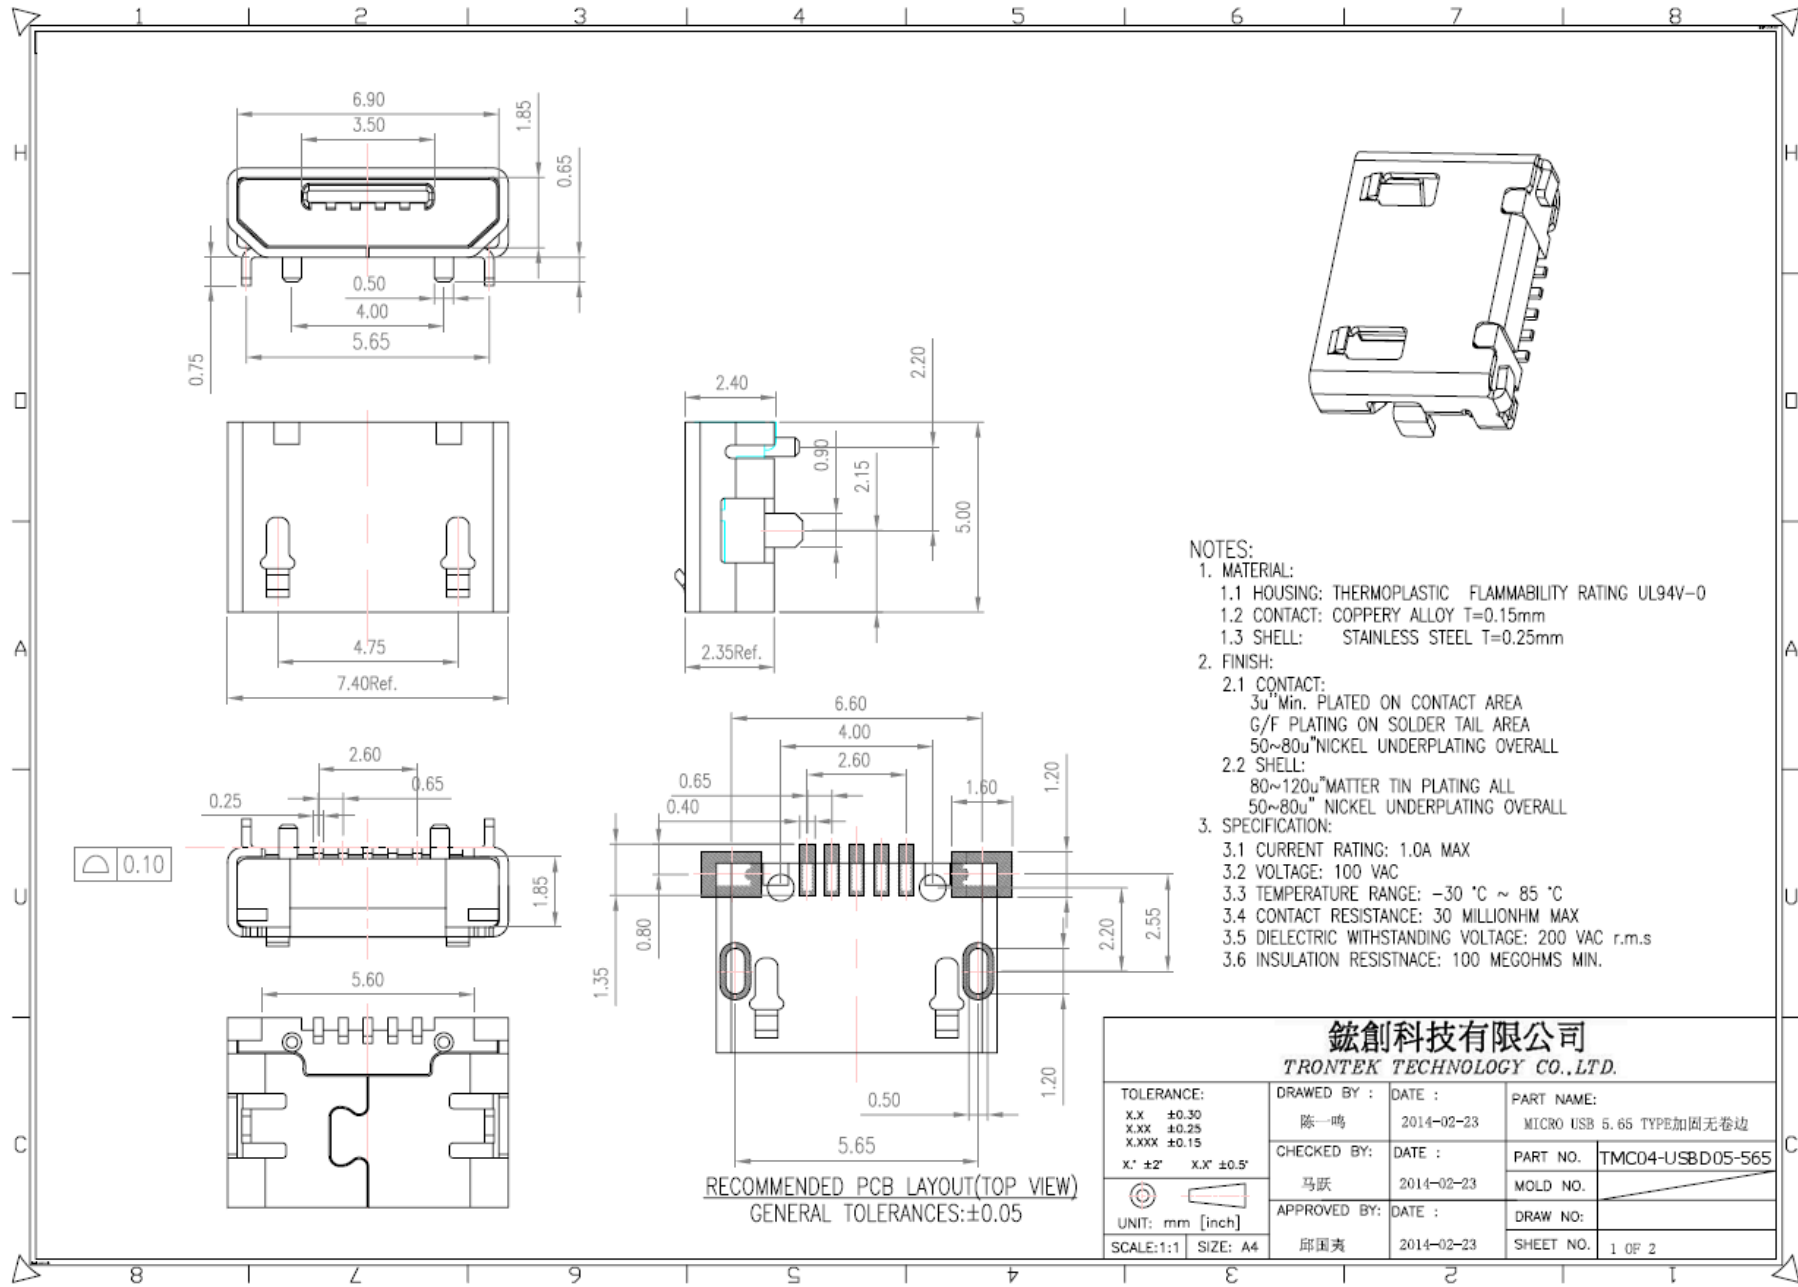 1 2 3 4 5 6 7 8
H H
A A
U U
C C
8 7 6 5 4 3 2 1
6.90
3.50
1.85
0.65
0.50
4.00
5.65
0.75
2.40
2.20
0.90
2.15
5.00
2.35Ref.
4.75
7.40Ref.
2.60
0.65
0.25
0.10
1.85
5.60
6.60
4.00
2.60
0.65
0.40
1.60
1.20
0.80
1.35
2.20
2.55
1.20
0.50
5.65
RECOMMENDED PCB LAYOUT(TOP VIEW)
GENERAL TOLERANCES:±0.05
NOTES:
1. MATERIAL:
1.1 HOUSING: THERMOPLASTIC FLAMMABILITY RATING UL94V-0
1.2 CONTACT: COPPERY ALLOY T=0.15mm
1.3 SHELL: STAINLESS STEEL T=0.25mm
2. FINISH:
2.1 CONTACT:
3u"Min. PLATED ON CONTACT AREA
G/F PLATING ON SOLDER TAIL AREA
50~80u"NICKEL UNDERPLATING OVERALL
2.2 SHELL:
80~120u"MATTER TIN PLATING ALL
50~80u" NICKEL UNDERPLATING OVERALL
3. SPECIFICATION:
3.1 CURRENT RATING: 1.0A MAX
3.2 VOLTAGE: 100 VAC
3.3 TEMPERATURE RANGE: -30 °C ~ 85 °C
3.4 CONTACT RESISTANCE: 30 MILLIONHM MAX
3.5 DIELECTRIC WITHSTANDING VOLTAGE: 200 VAC r.m.s
3.6 INSULATION RESISTNACE: 100 MEGOHMS MIN.
鋐創科技有限公司
TRONTEK TECHNOLOGY CO.,LTD.
TOLERANCE:
X.X ±0.30
X.XX ±0.25
X.XXX ±0.15
X.° ±2° X.X° ±0.5°
UNIT: mm [inch]
SCALE:1:1 SIZE: A4
DRAWED BY : DATE :
陈一鸣 2014-02-23
CHECKED BY: DATE :
马跃 2014-02-23
APPROVED BY: DATE :
邱国夷 2014-02-23
PART NAME:
MICRO USB 5.65 TYPE加固无卷边
PART NO. TMC04-USBD05-565
MOLD NO.
DRAW NO:
SHEET NO. 1 OF 2